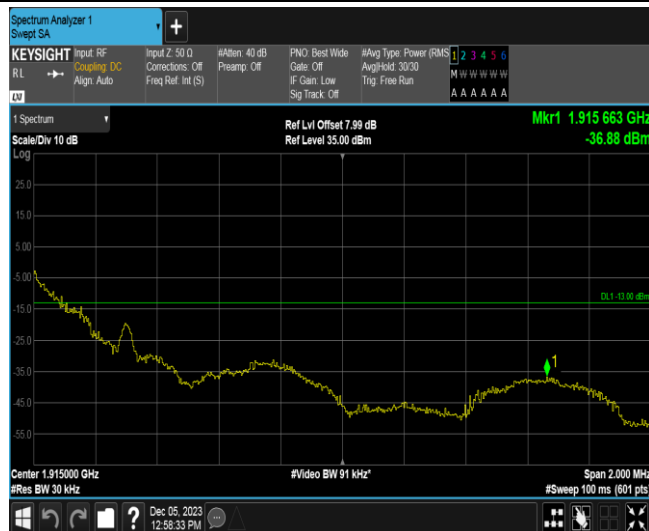 Spectrum Analyzer 1
Swept SA
+
KEYSIGHT
RL
LXI
Input: RF
Coupling: DC
Align: Auto
Input Z: 50 Ω
Corrections: Off
Freq Ref: Int (S)
#Atten: 40 dB
Preamp: Off
PNO: Best Wide
Gate: Off
IF Gain: Low
Sig Track: Off
#Avg Type: Power (RMS
Avg|Hold: 30/30
Trig: Free Run
1 2 3 4 5 6
M W W W W W
A A A A A A
1 Spectrum
Scale/Div 10 dB
Ref Lvl Offset 7.99 dB
Ref Level 35.00 dBm
Mkr1 1.915 663 GHz
-36.88 dBm
Log
25.0
15.0
5.00
-5.00
DL1 -13.00 dBm
-15.0
-25.0
-35.0
1
-45.0
-55.0
Center 1.915000 GHz
#Video BW 91 kHz*
Span 2.000 MHz
#Res BW 30 kHz
#Sweep 100 ms (601 pts)
?
Dec 05, 2023
12:58:33 PM